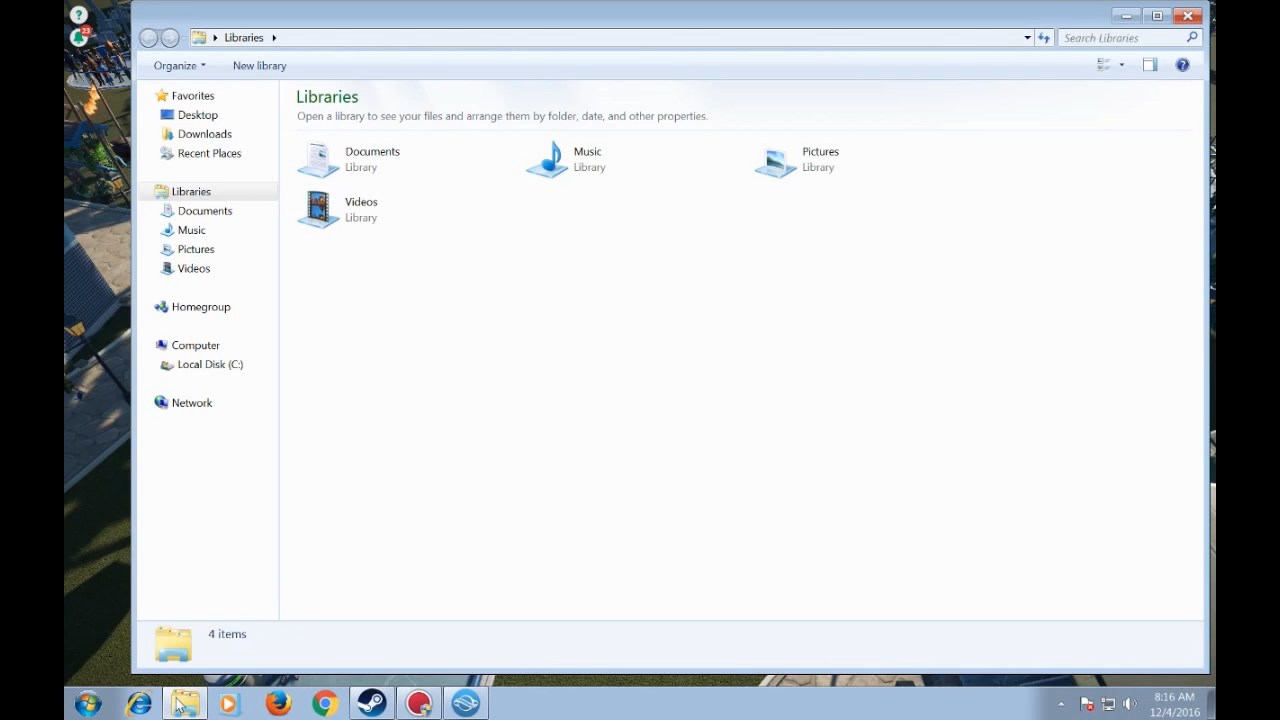 ?
23
Libraries
Search Libraries
Organize
New library
?
Favorites
Desktop
Downloads
Recent Places
Libraries
Documents
Music
Pictures
Videos
Homegroup
Computer
Local Disk (C:)
Network
Libraries
Open a library to see your files and arrange them by folder, date, and other properties.
Documents
Library
Music
Library
Pictures
Library
Videos
Library
4 items
8:16 AM
12/4/2016